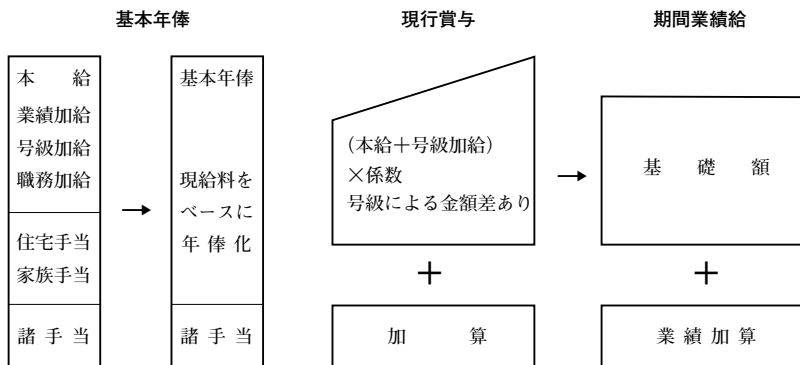 基本年俸
本給
業績加給
号級加給
職務加給
住宅手当
家族手当
諸手当
基本年俸
現給料を
ベースに
年俸化
諸手当
現行賞与
(本給＋号級加給)
×係数
号級による金額差あり
＋
加算
期間業績給
基礎額
＋
業績加算